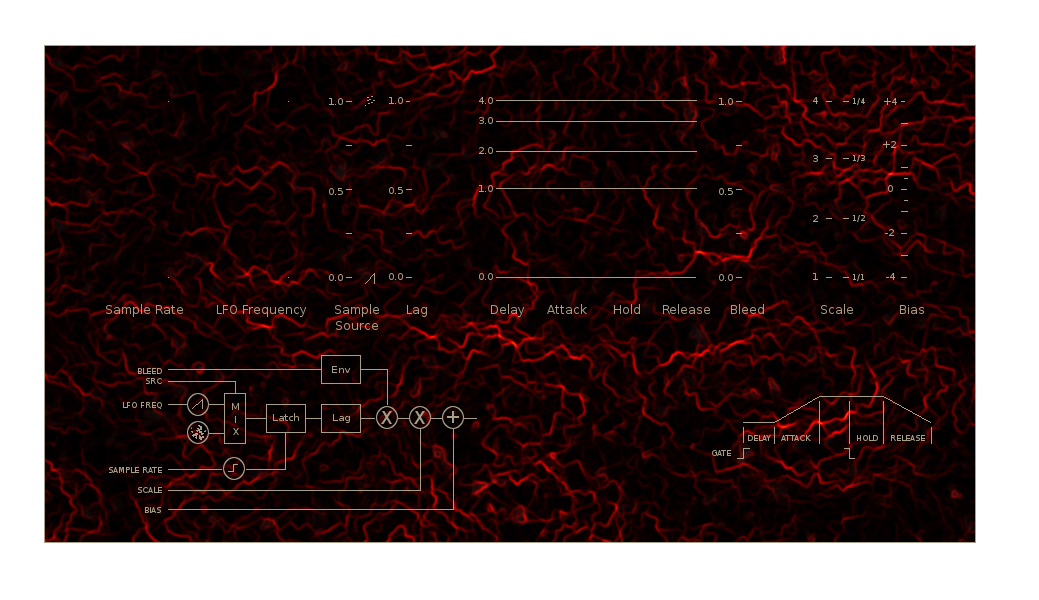 1.0 1.0 4.0 1.0 4 1/4 +4
3.0
2.0 +2
3 1/3
0.5 0.5 1.0 0.5 0
2 1/2
-2
0.0 0.0 0.0 0.0 1 1/1 -4
Sample Rate LFO Frequency Sample Source Lag Delay Attack Hold Release Bleed Scale Bias
BLEED Env
SRC
LFO FREQ MIX Latch Lag X X +
SAMPLE RATE
SCALE
BIAS
DELAY ATTACK HOLD RELEASE
GATE